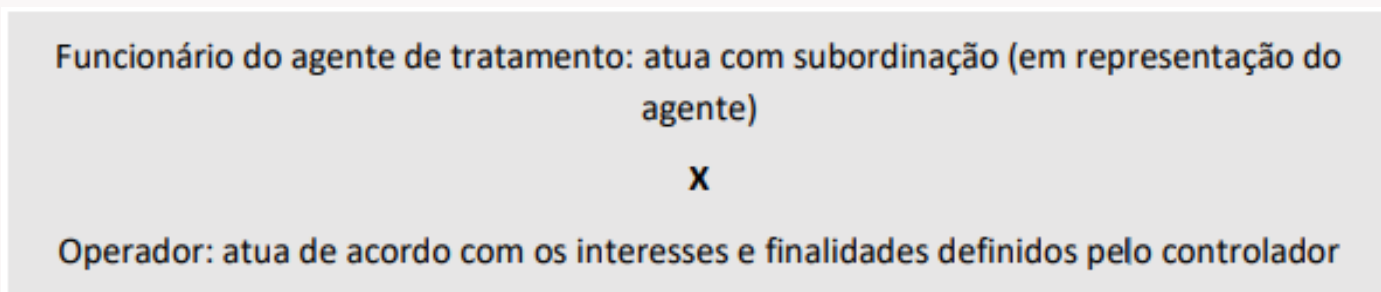 Funcionário do agente de tratamento: atua com subordinação (em representação do
agente)
X
Operador: atua de acordo com os interesses e finalidades definidos pelo controlador